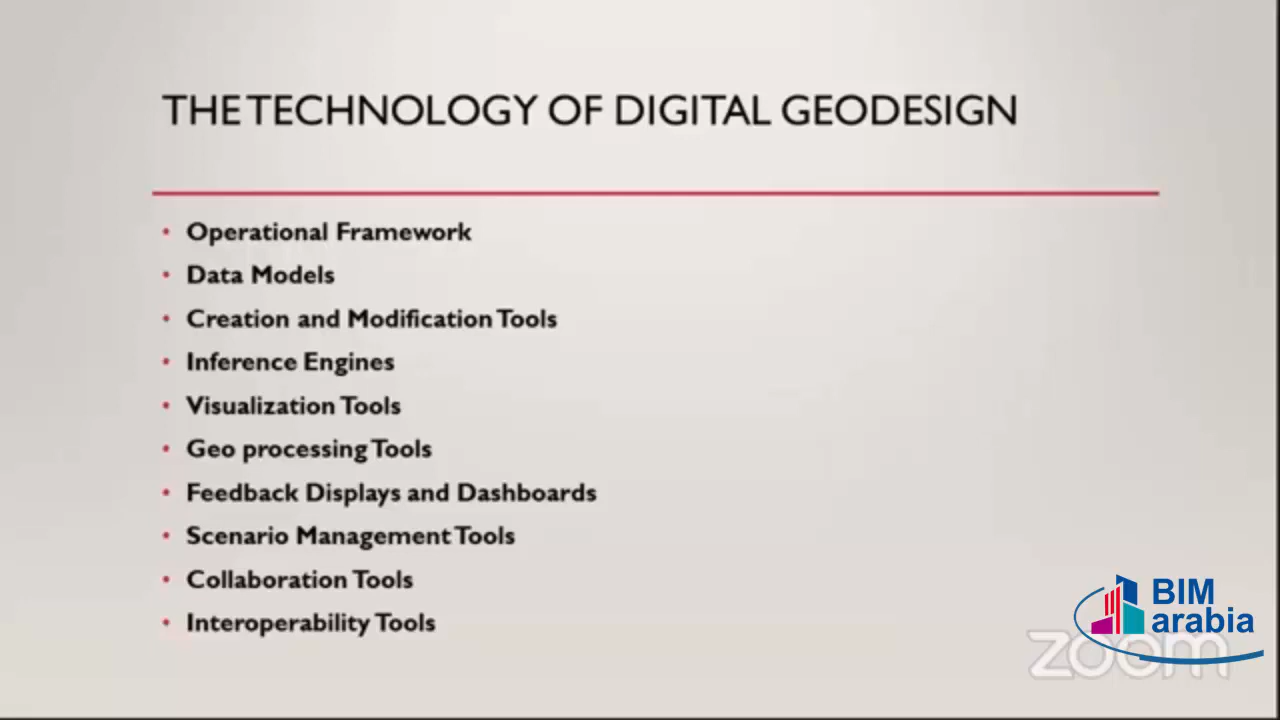 THE TECHNOLOGY OF DIGITAL GEODESIGN
• Operational Framework
• Data Models
• Creation and Modification Tools
• Inference Engines
• Visualization Tools
• Geo processing Tools
• Feedback Displays and Dashboards
• Scenario Management Tools
• Collaboration Tools
• Interoperability Tools
BIM
arabia
zoom